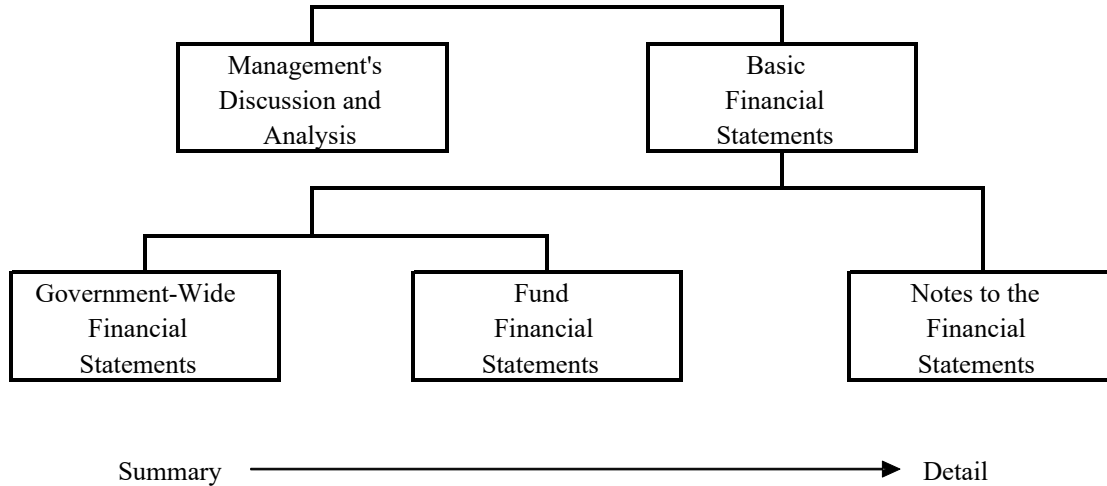 Management's
Discussion and
Analysis
Basic
Financial
Statements
Government-Wide
Financial
Statements
Fund
Financial
Statements
Notes to the
Financial
Statements
Summary
Detail